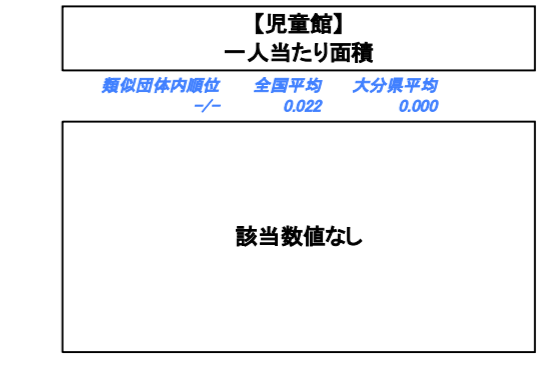 【児童館】
一人当たり面積
類似団体内順位 全国平均 大分県平均
-/- 0.022 0.000
該当数値なし